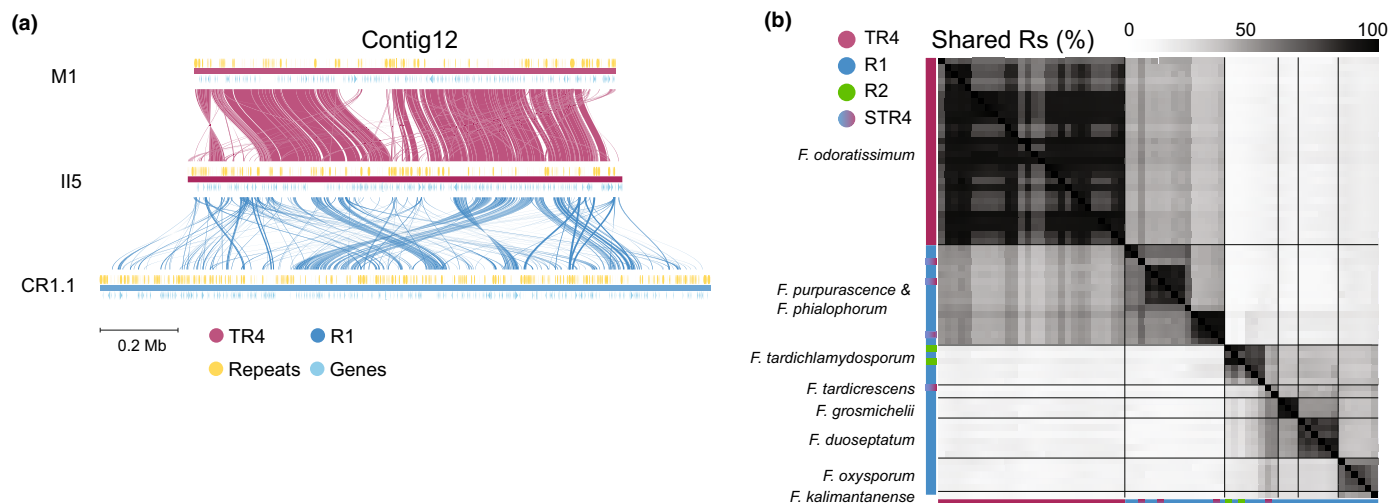 (a)
Contig12
M1
II5
CR1.1
0.2 Mb
TR4
R1
Repeats
Genes
(b)
TR4
R1
R2
STR4
Shared Rs (%)
0
50
100
F. odoratissimum
F. purpurascence &
F. phialophorum
F. tardichlamydosporum
F. tardicrescens
F. grosmichelii
F. duoseptatum
F. oxysporum
F. kalimantanense